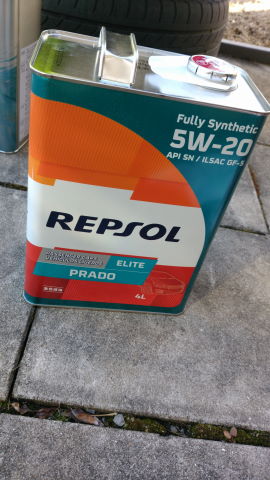 Fully Synthetic
5W-20
API SN / ILSAC GF-5
REPSOL
ELITE
PRADO
4L